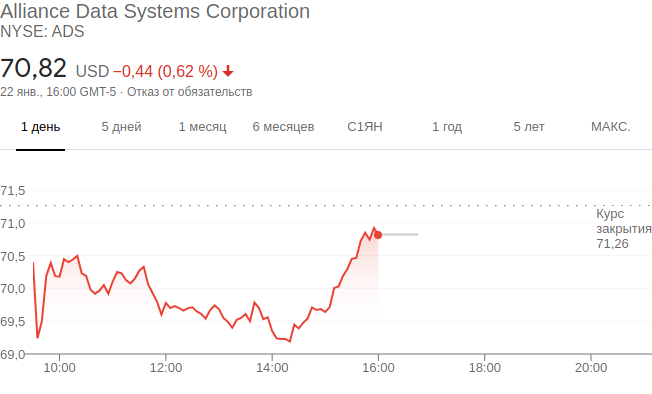 Alliance Data Systems Corporation
NYSE: ADS
70,82 USD −0,44 (0,62 %)
22 янв., 16:00 GMT-5 · Отказ от обязательств
1 день 5 дней 1 месяц 6 месяцев С1ЯН 1 год 5 лет МАКС.
71,5
71,0
70,5
70,0
69,5
69,0
Курс
закрытия
71,26
10:00 12:00 14:00 16:00 18:00 20:00